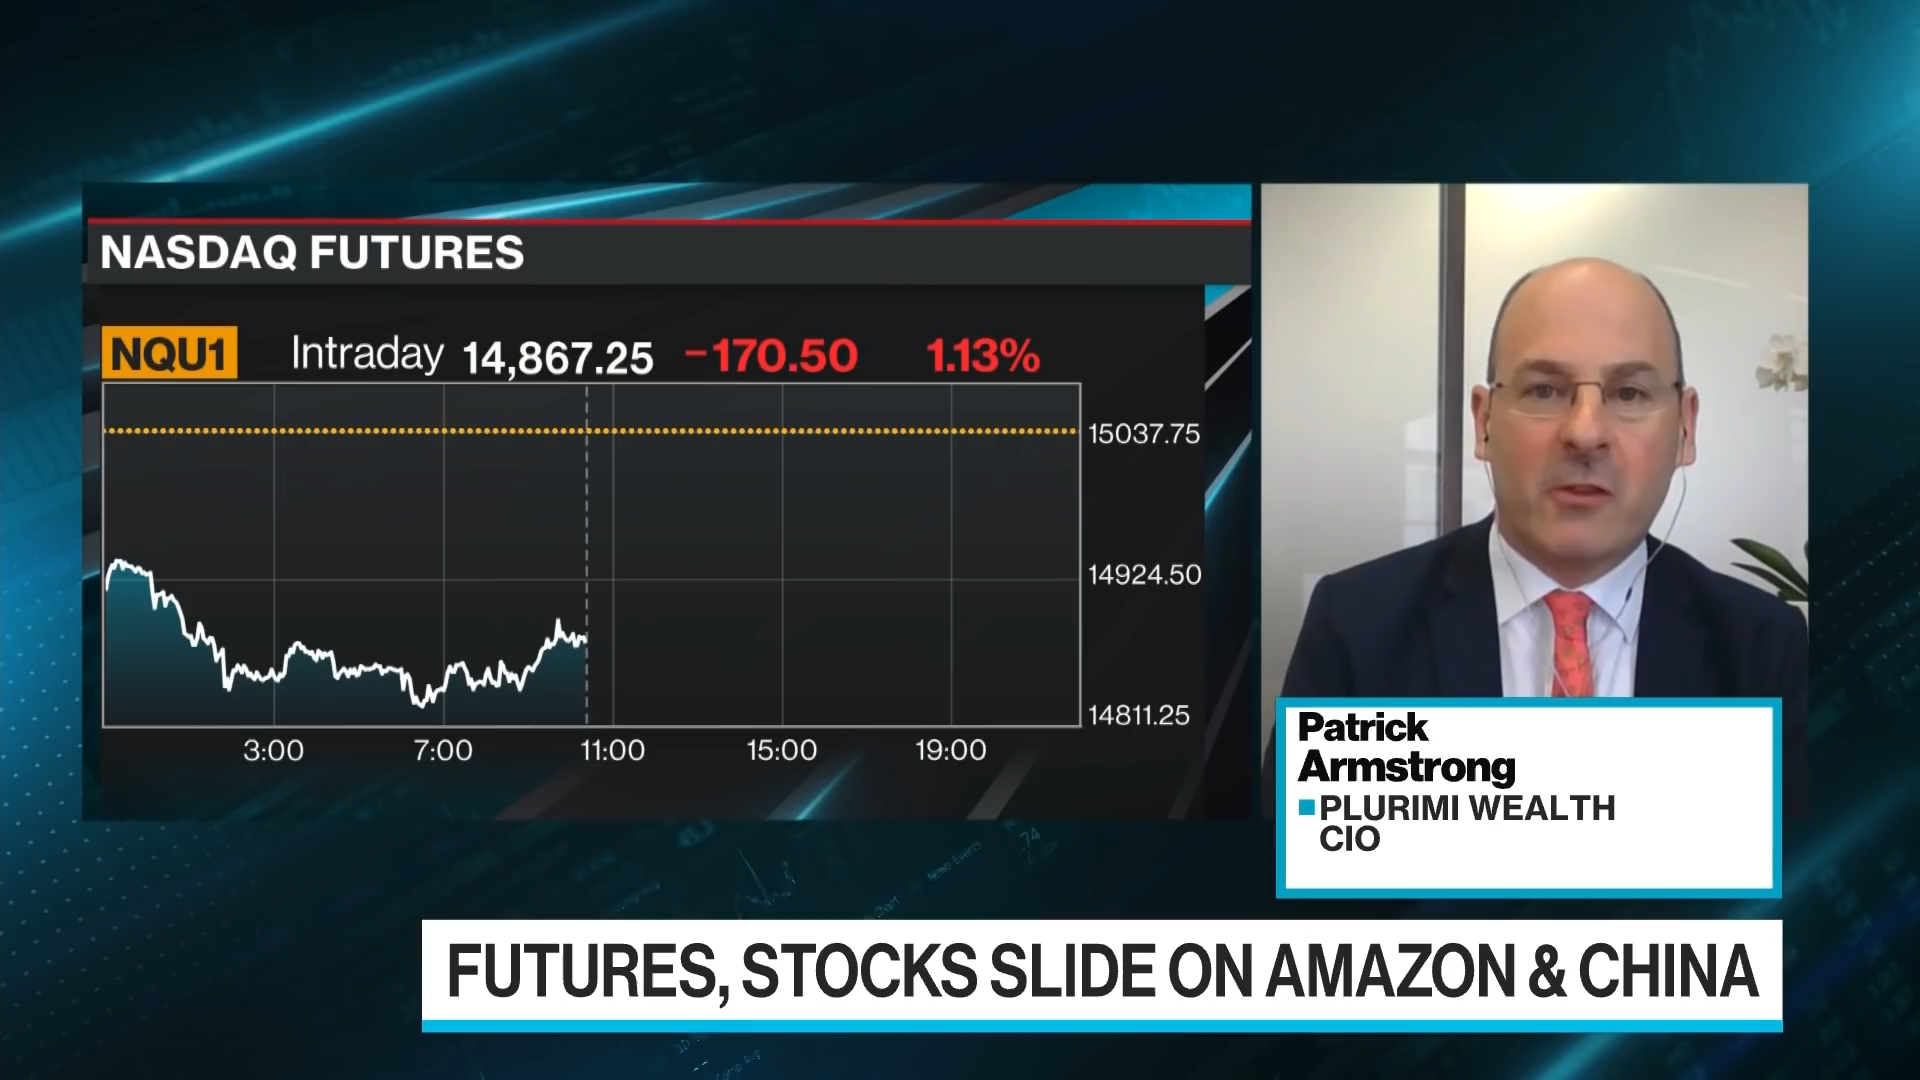 NASDAQ FUTURES
NQU1 Intraday 14,867.25 -170.50 1.13%
15037.75
14924.50
14811.25
3:00 7:00 11:00 15:00 19:00
Patrick
Armstrong
PLURIMI WEALTH
CIO
FUTURES, STOCKS SLIDE ON AMAZON & CHINA